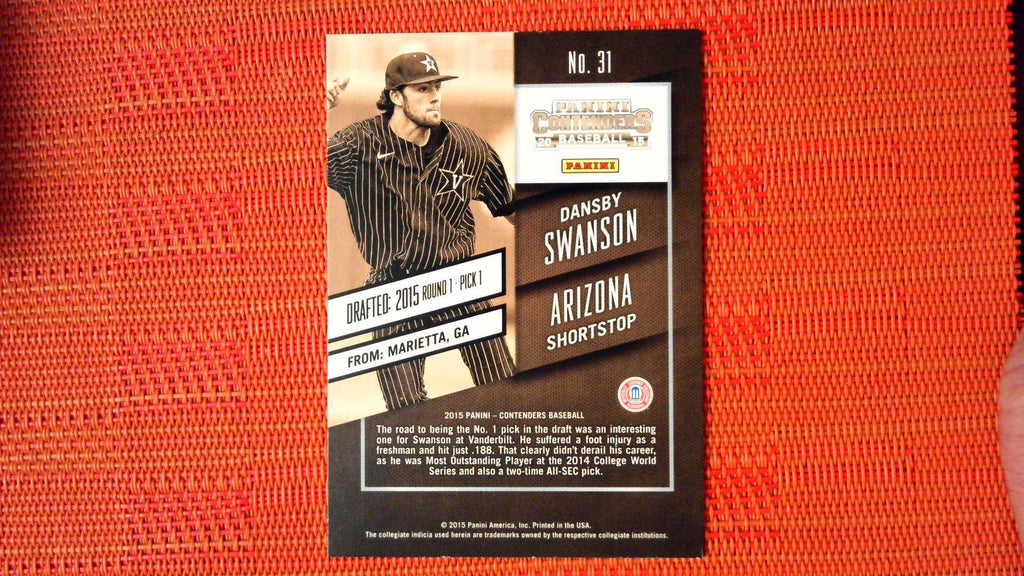 No. 31
PANINI
CONTENDERS
20 BASEBALL 15
PANINI
V
DANSBY
SWANSON
ARIZONA
SHORTSTOP
DRAFTED: 2015 ROUND 1 - PICK 1
FROM: MARIETTA, GA
2015 PANINI – CONTENDERS BASEBALL
The road to being the No. 1 pick in the draft was an interesting
one for Swanson at Vanderbilt. He suffered a foot injury as a
freshman and hit just .188. That clearly didn't derail his career,
as he was Most Outstanding Player at the 2014 College World
Series and also a two-time All-SEC pick.
© 2015 Panini America, Inc. Printed in the USA.
The collegiate indicia used herein are trademarks owned by the respective collegiate institutions.